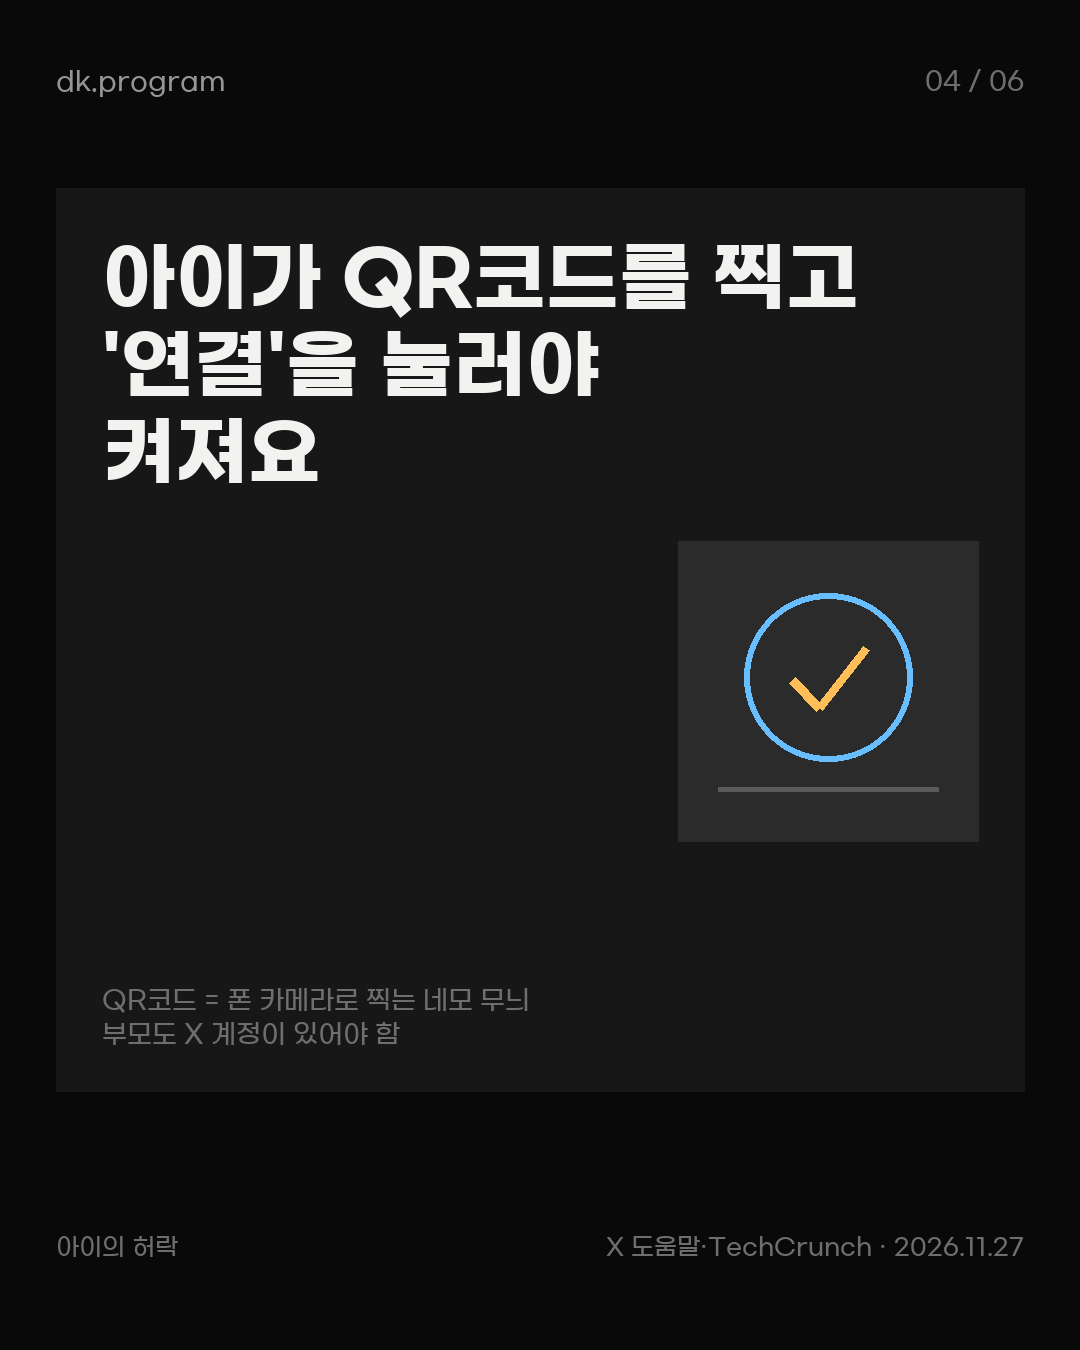 dk.program
04 / 06
아이가 QR코드를 찍고
'연결'을 눌러야
켜져요
QR코드 = 폰 카메라로 찍는 네모 무늬
부모도 X 계정이 있어야 함
아이의 허락
X 도움말·TechCrunch · 2026.11.27